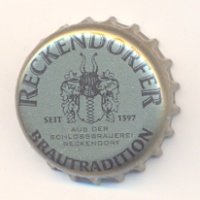 RECKENDORFER
SEIT 1597
AUS DER
SCHLOSSBRAUEREI
RECKENDORF
BRAUTRADITION